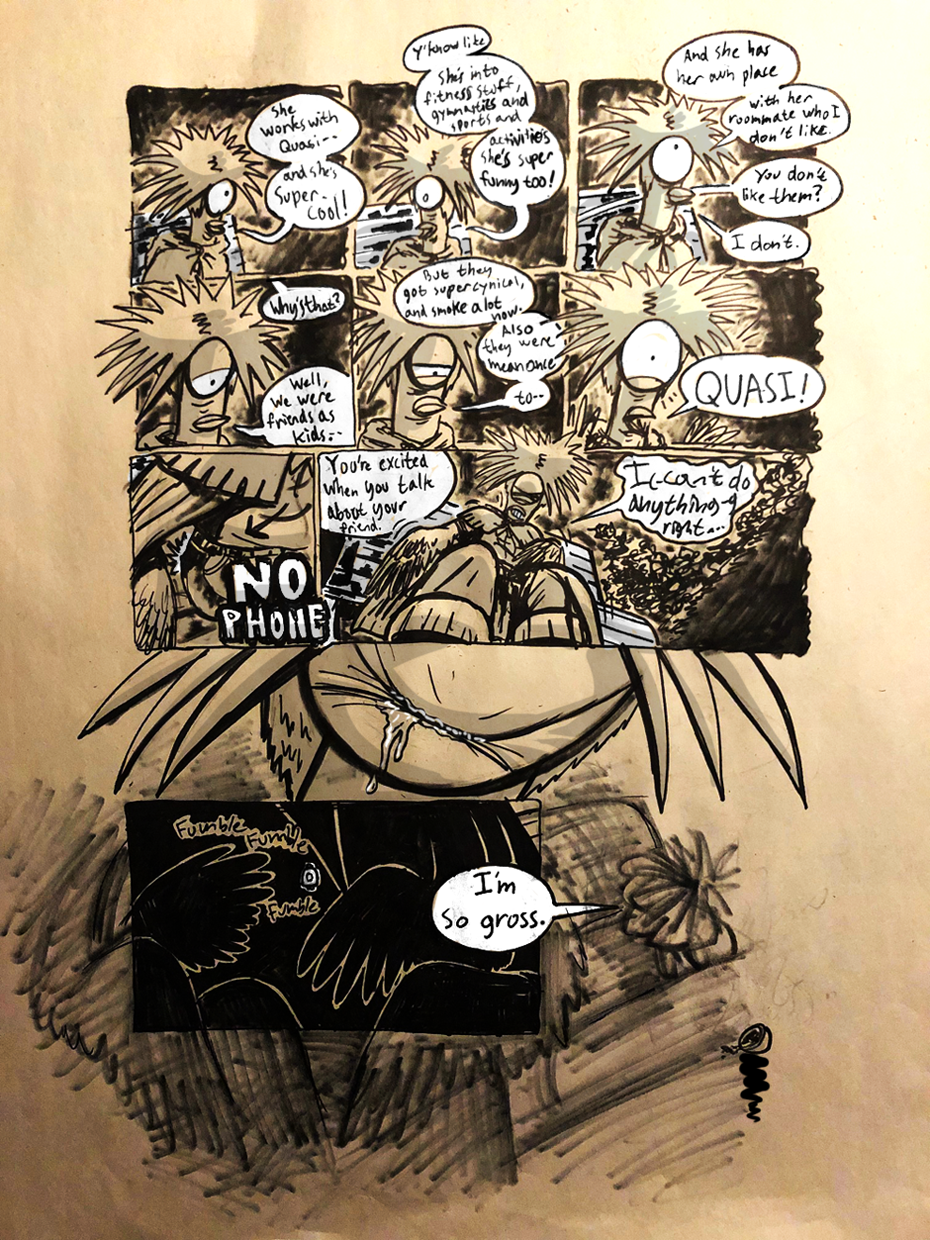 She
works with
Quasi--
and she's
Super-
Cool!
Y'know like
She's into
fitness stuff,
gymnastics and
sports and
activities
she's super
funny too!
And she has
her own place
with her
roommate who I
don't like.
You don't
like them?
I don't.
Why's that?
Well,
we were
friends as
kids--
But they
got super cynical,
and smoke a lot
now.
Also
they were
mean once
to--
QUASI!
NO
PHONE
You're excited
when you talk
about your
friend.
I c-can't do
anything-g
right...
Fumble
Fumble
Fumble
I'm
so gross.